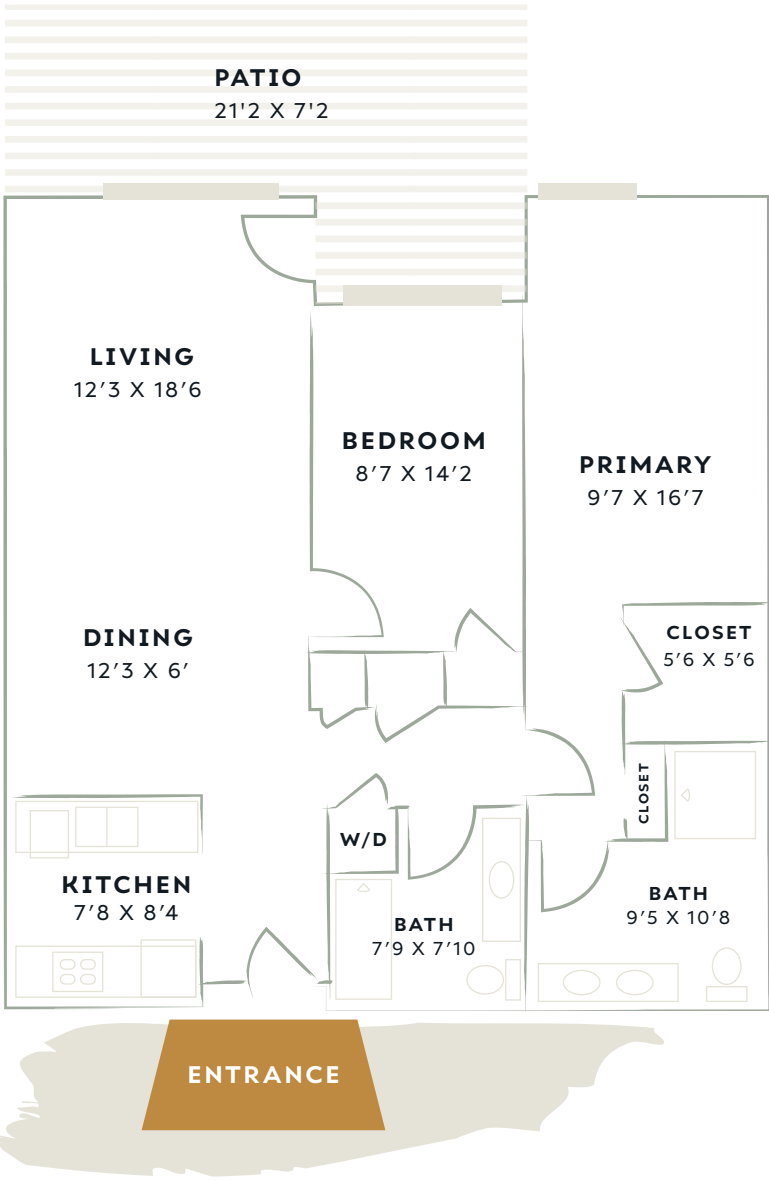 PATIO
21'2 X 7'2
LIVING
12’3 X 18’6
BEDROOM
8’7 X 14’2
PRIMARY
9’7 X 16’7
DINING
12’3 X 6’
CLOSET
5’6 X 5’6
CLOSET
W/D
KITCHEN
7’8 X 8’4
BATH
7’9 X 7’10
BATH
9’5 X 10’8
ENTRANCE